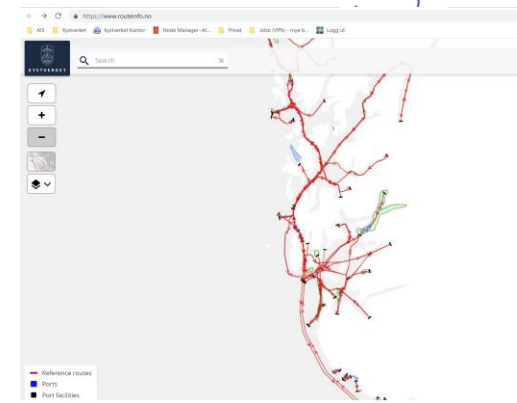 https://www.routeinfo.no
AIS Kystverket Kystverket Kontor Node Manager -AI... Privat Jobb (VPN) - mye b... Logg ut
KYSTVERKET
Search
Reference routes
Ports
Port facilities